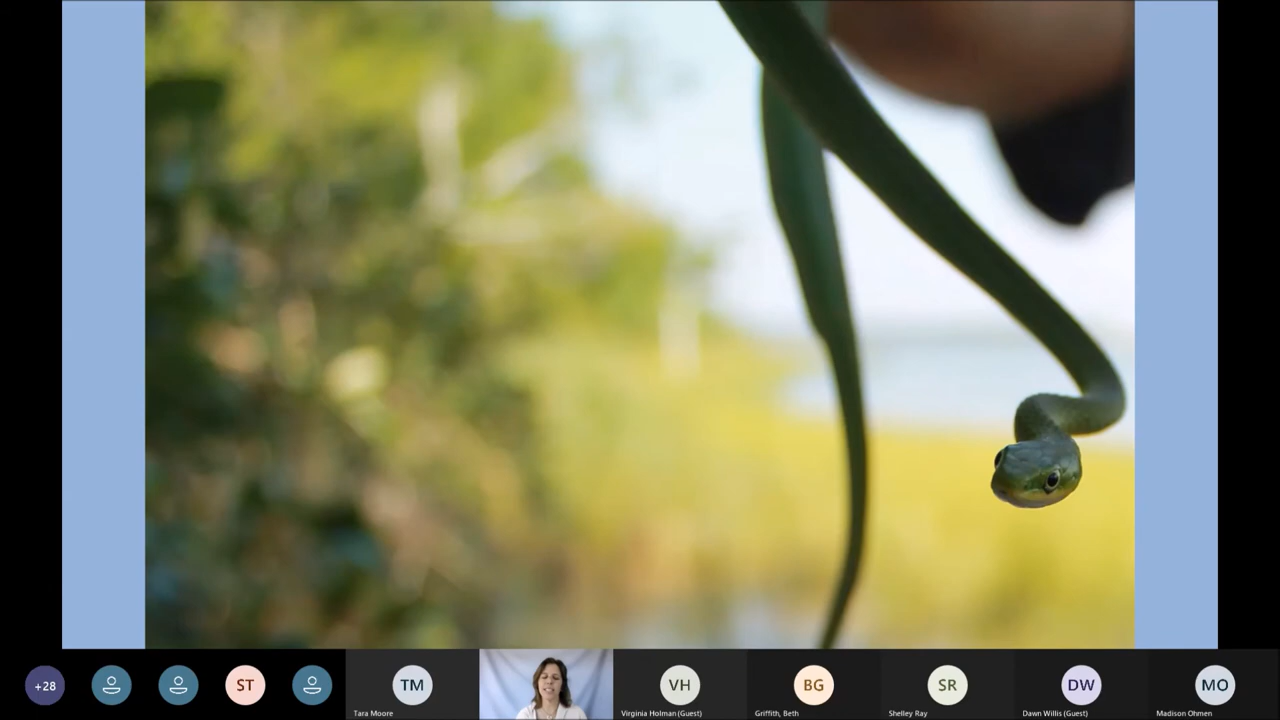 +28
ST
TM
Tara Moore
VH
Virginia Holman (Guest)
BG
Griffith, Beth
SR
Shelley Ray
DW
Dawn Willis (Guest)
MO
Madison Ohmen